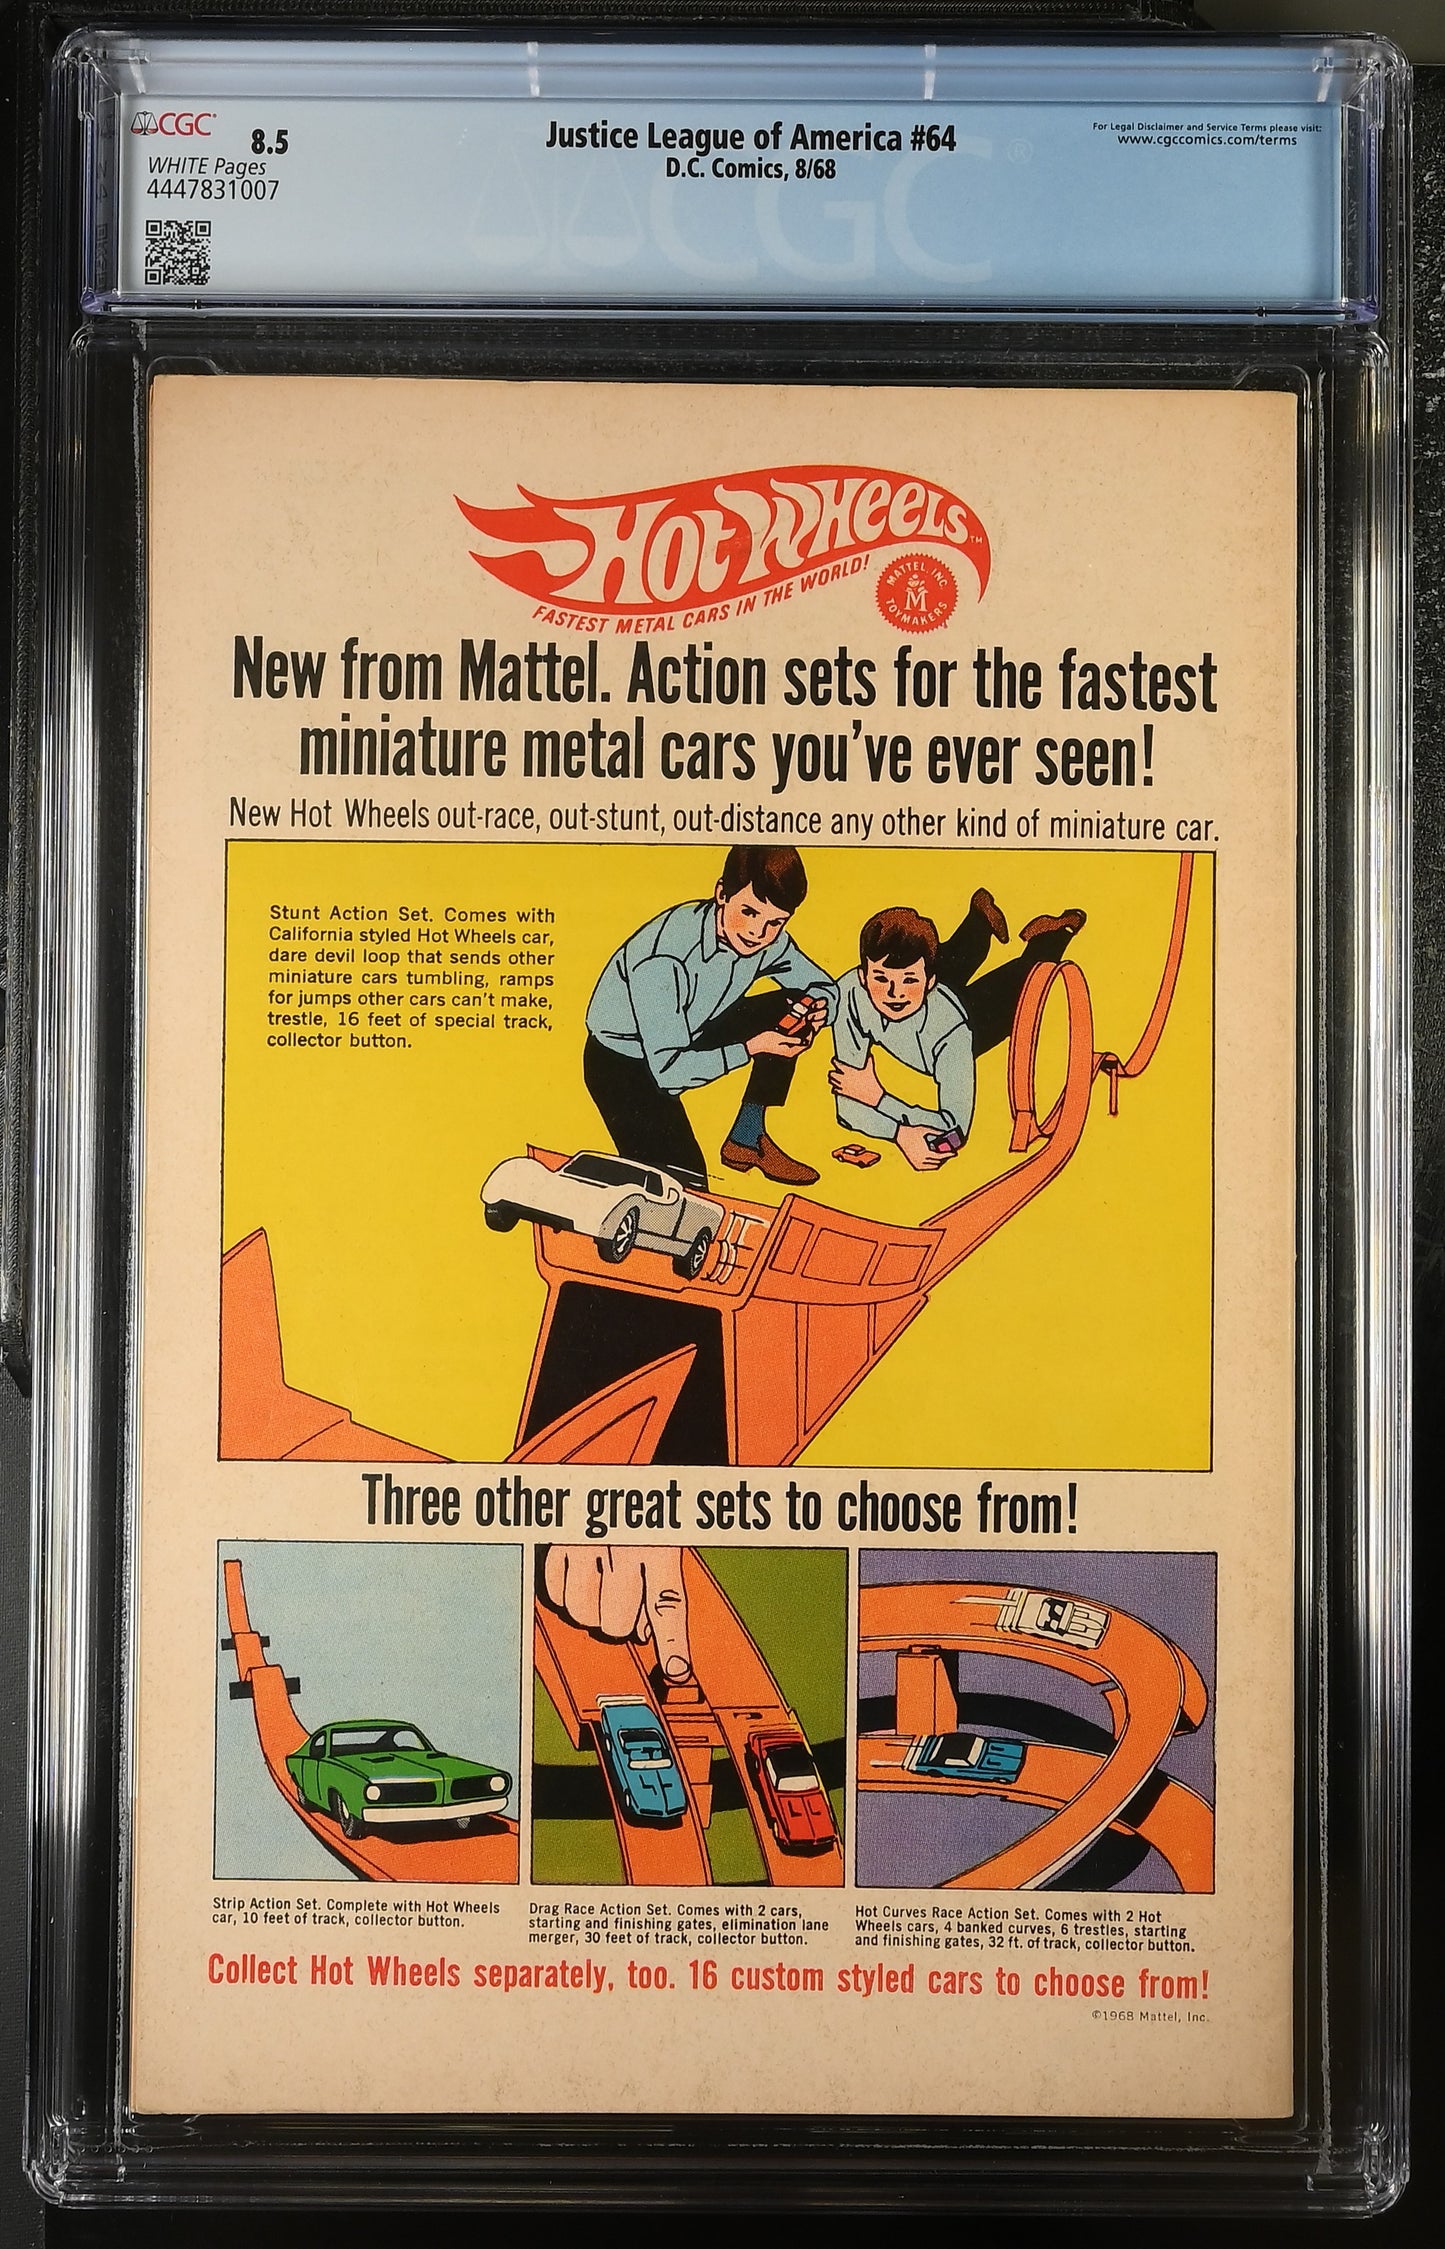 CGC
8.5
WHITE Pages
4447831007
Justice League of America #64
D.C. Comics, 8/68
For Legal Disclaimer and Service Terms please visit:
www.cgccomics.com/terms
CGC®
Hot Wheels™
FASTEST METAL CARS IN THE WORLD!
MATTEL, INC.
M
TOYMAKERS
New from Mattel. Action sets for the fastest
miniature metal cars you've ever seen!
New Hot Wheels out-race, out-stunt, out-distance any other kind of miniature car.
Stunt Action Set. Comes with
California styled Hot Wheels car,
dare devil loop that sends other
miniature cars tumbling, ramps
for jumps other cars can't make,
trestle, 16 feet of special track,
collector button.
Three other great sets to choose from!
Strip Action Set. Complete with Hot Wheels
car, 10 feet of track, collector button.
Drag Race Action Set. Comes with 2 cars,
starting and finishing gates, elimination lane
merger, 30 feet of track, collector button.
Hot Curves Race Action Set. Comes with 2 Hot
Wheels cars, 4 banked curves, 6 trestles, starting
and finishing gates, 32 ft. of track, collector button.
Collect Hot Wheels separately, too. 16 custom styled cars to choose from!
©1968 Mattel, Inc.